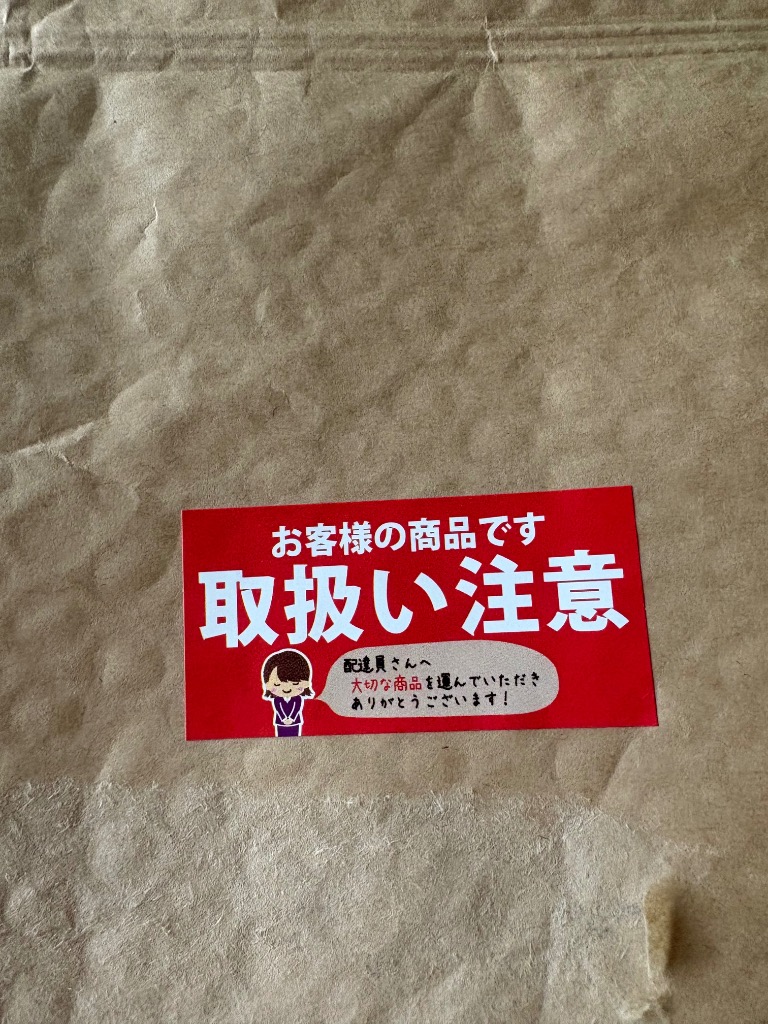 お客様の商品です
取扱い注意
配達員さんへ
大切な商品を運んでいただき
ありがとうございます!